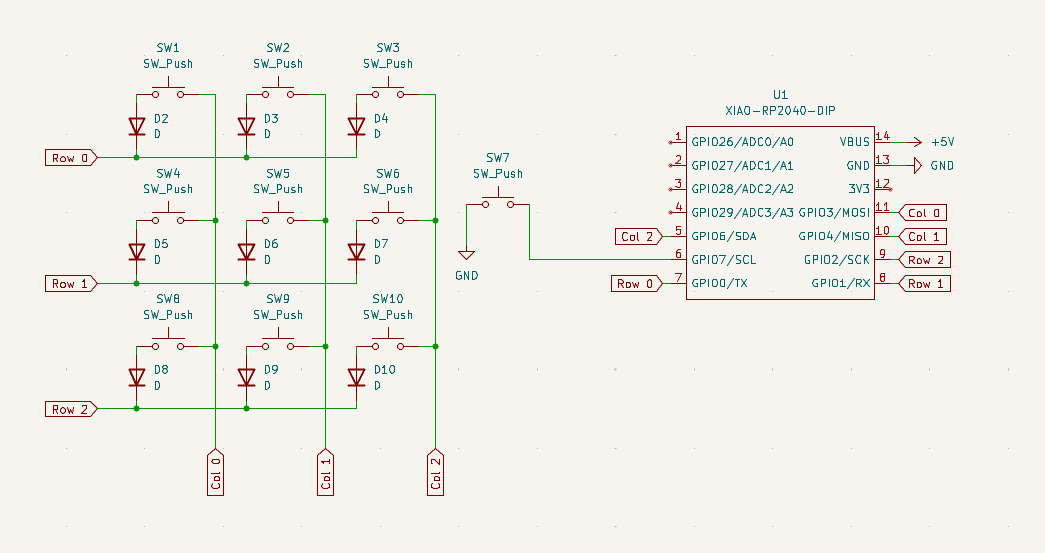 SW1
SW_Push
SW2
SW_Push
SW3
SW_Push
D2
D
D3
D
D4
D
Row 0
SW4
SW_Push
SW5
SW_Push
SW6
SW_Push
D5
D
D6
D
D7
D
Row 1
SW8
SW_Push
SW9
SW_Push
SW10
SW_Push
D8
D
D9
D
D10
D
Row 2
Col 0
Col 1
Col 2
SW7
SW_Push
GND
U1
XIAO-RP2040-DIP
1 GPIO26/ADC0/A0
2 GPIO27/ADC1/A1
3 GPIO28/ADC2/A2
4 GPIO29/ADC3/A3
Col 2 5 GPIO6/SDA
6 GPIO7/SCL
Row 0 7 GPIO0/TX
VBUS 14 +5V
GND 13 GND
3V3 12
GPIO3/MOSI 11 Col 0
GPIO4/MISO 10 Col 1
GPIO2/SCK 9 Row 2
GPIO1/RX 8 Row 1